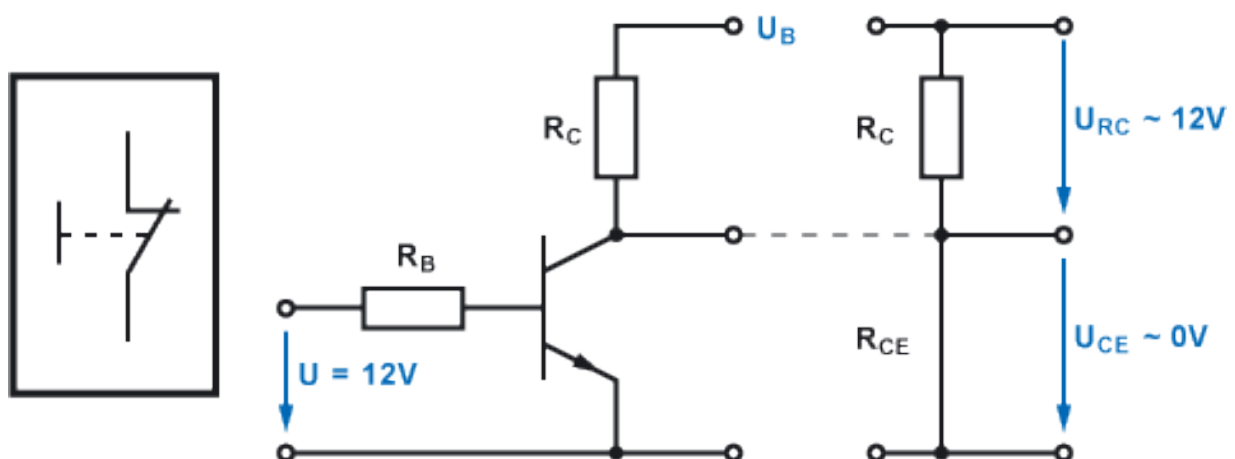 U_B
R_C
R_C
U_RC ~ 12V
R_B
R_CE
U_CE ~ 0V
U = 12V